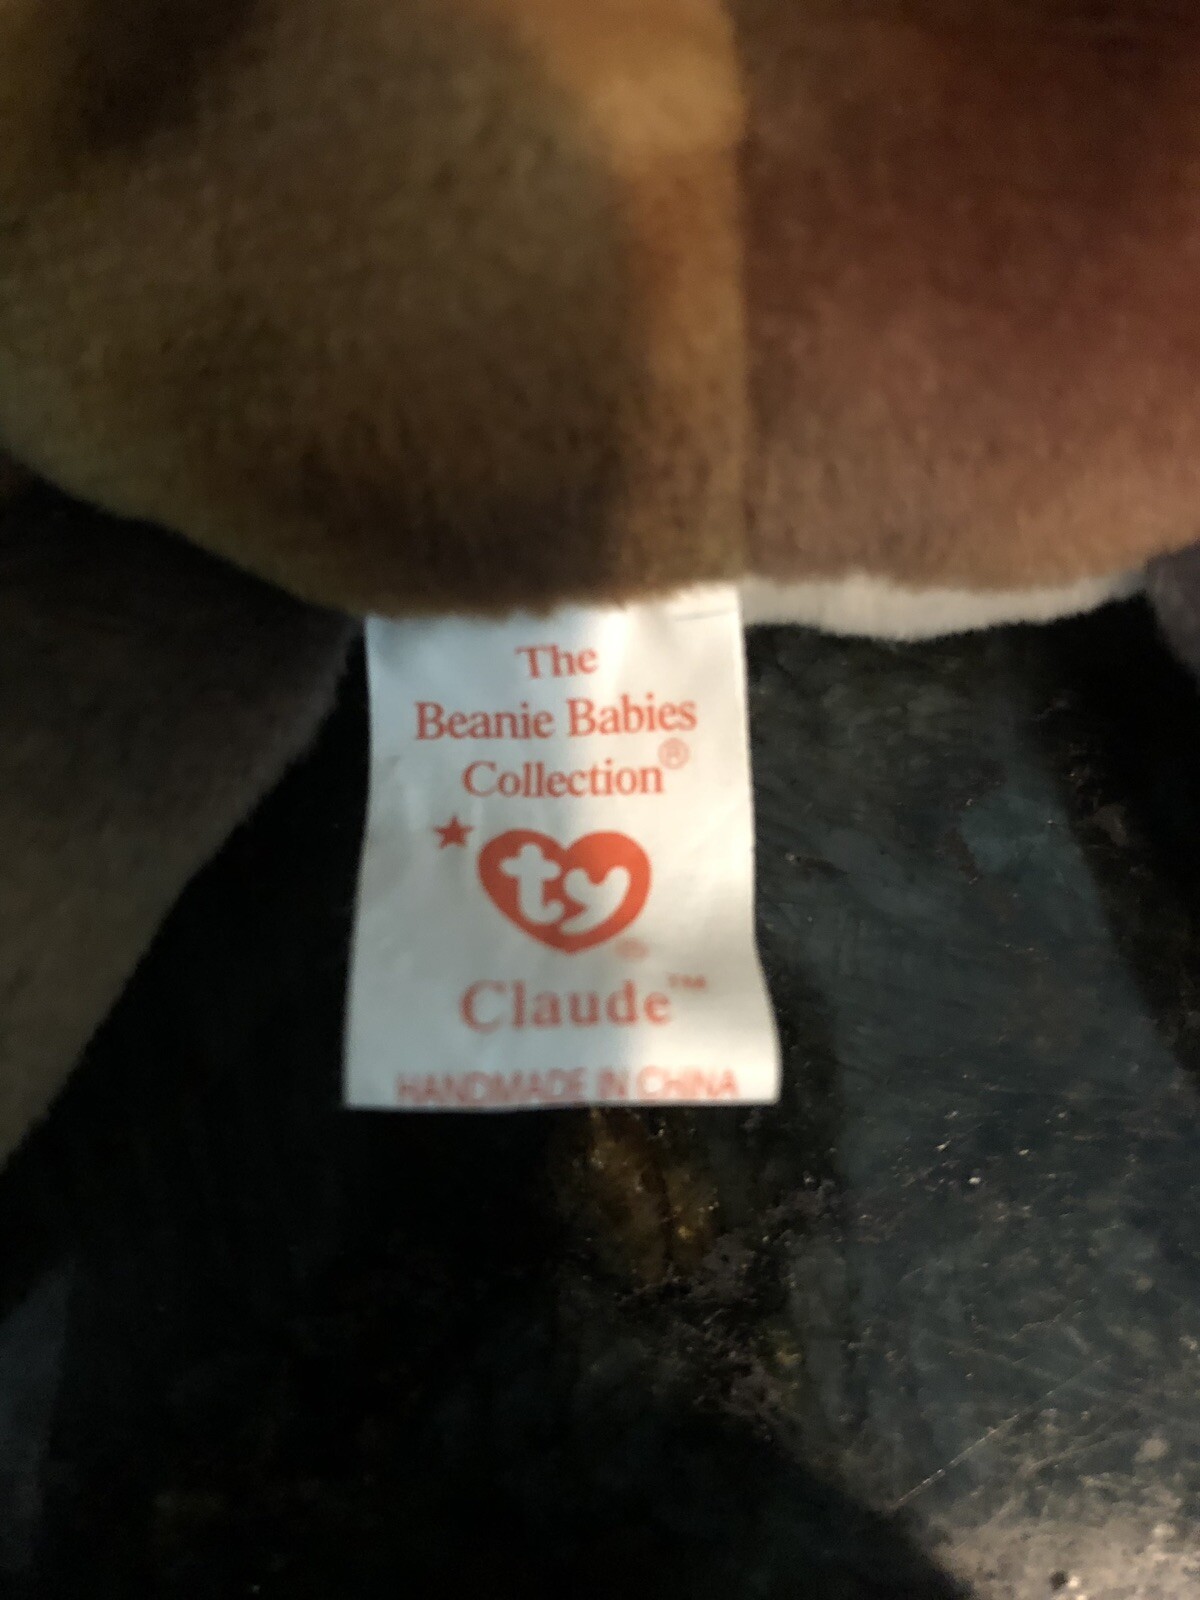 The
Beanie Babies
Collection®
ty®
Claude™
HANDMADE IN CHINA